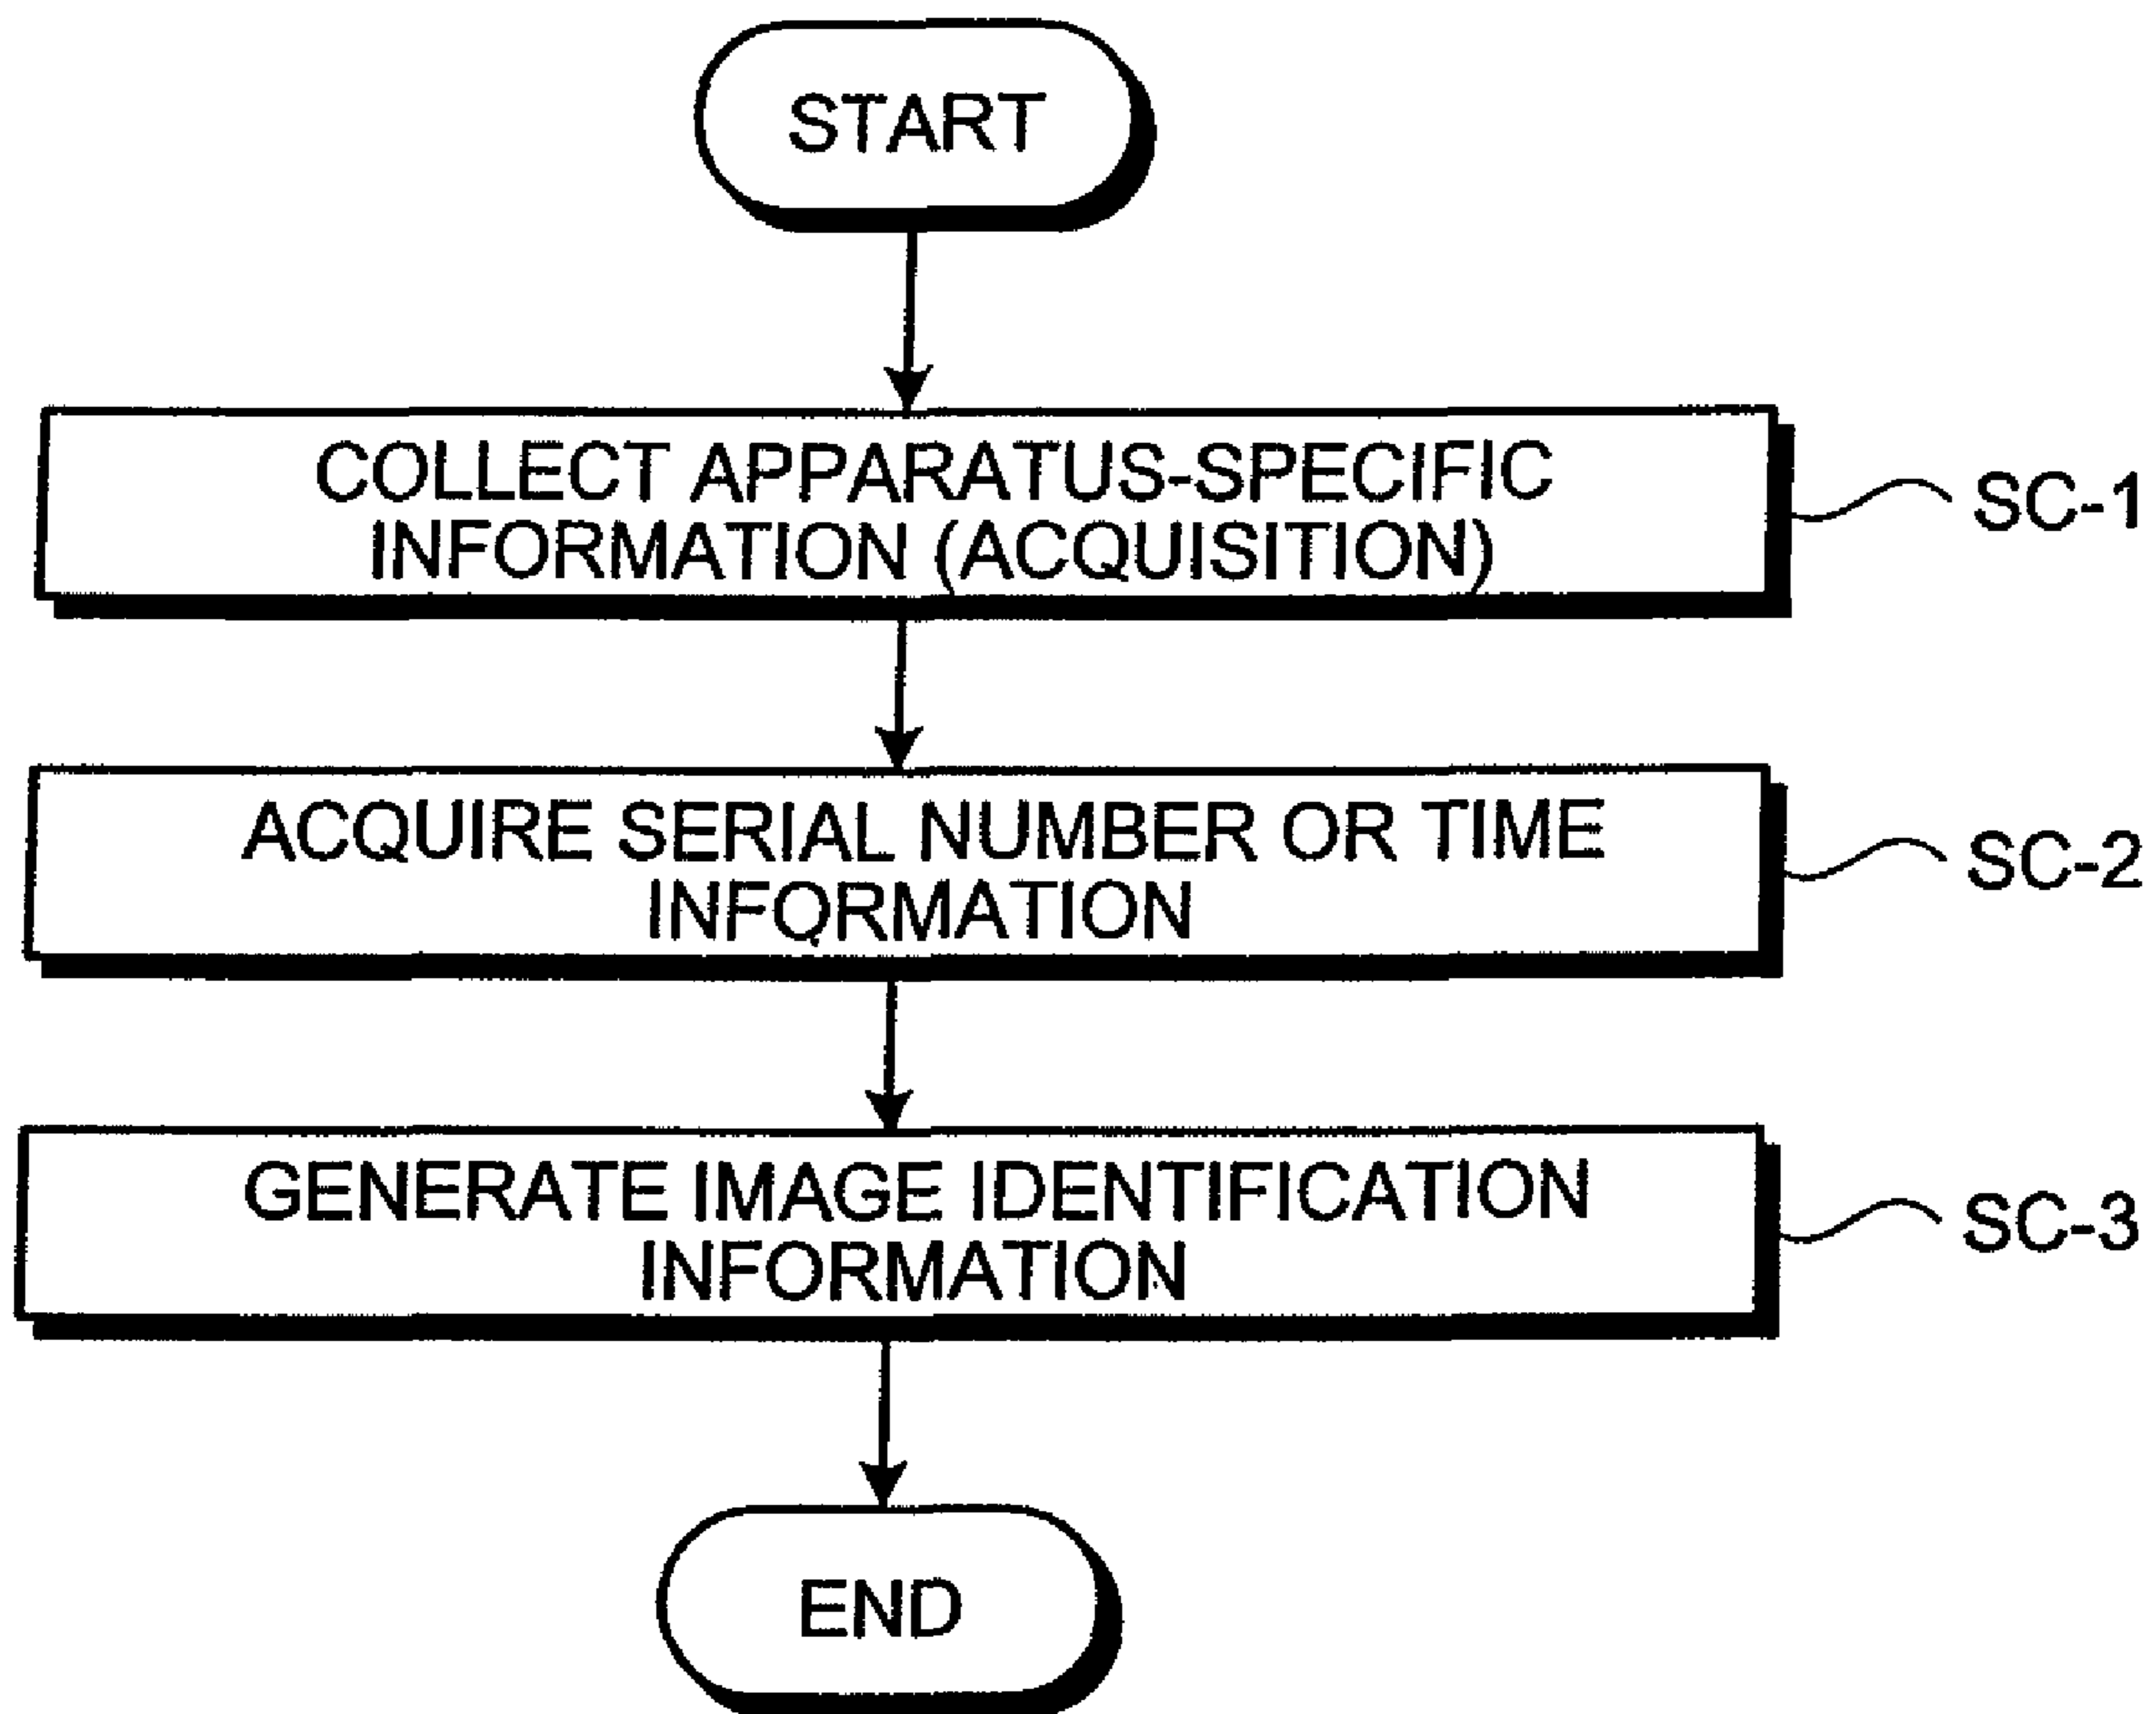 START
COLLECT APPARATUS-SPECIFIC
INFORMATION (ACQUISITION)
SC-1
ACQUIRE SERIAL NUMBER OR TIME
INFORMATION
SC-2
GENERATE IMAGE IDENTIFICATION
INFORMATION
SC-3
END